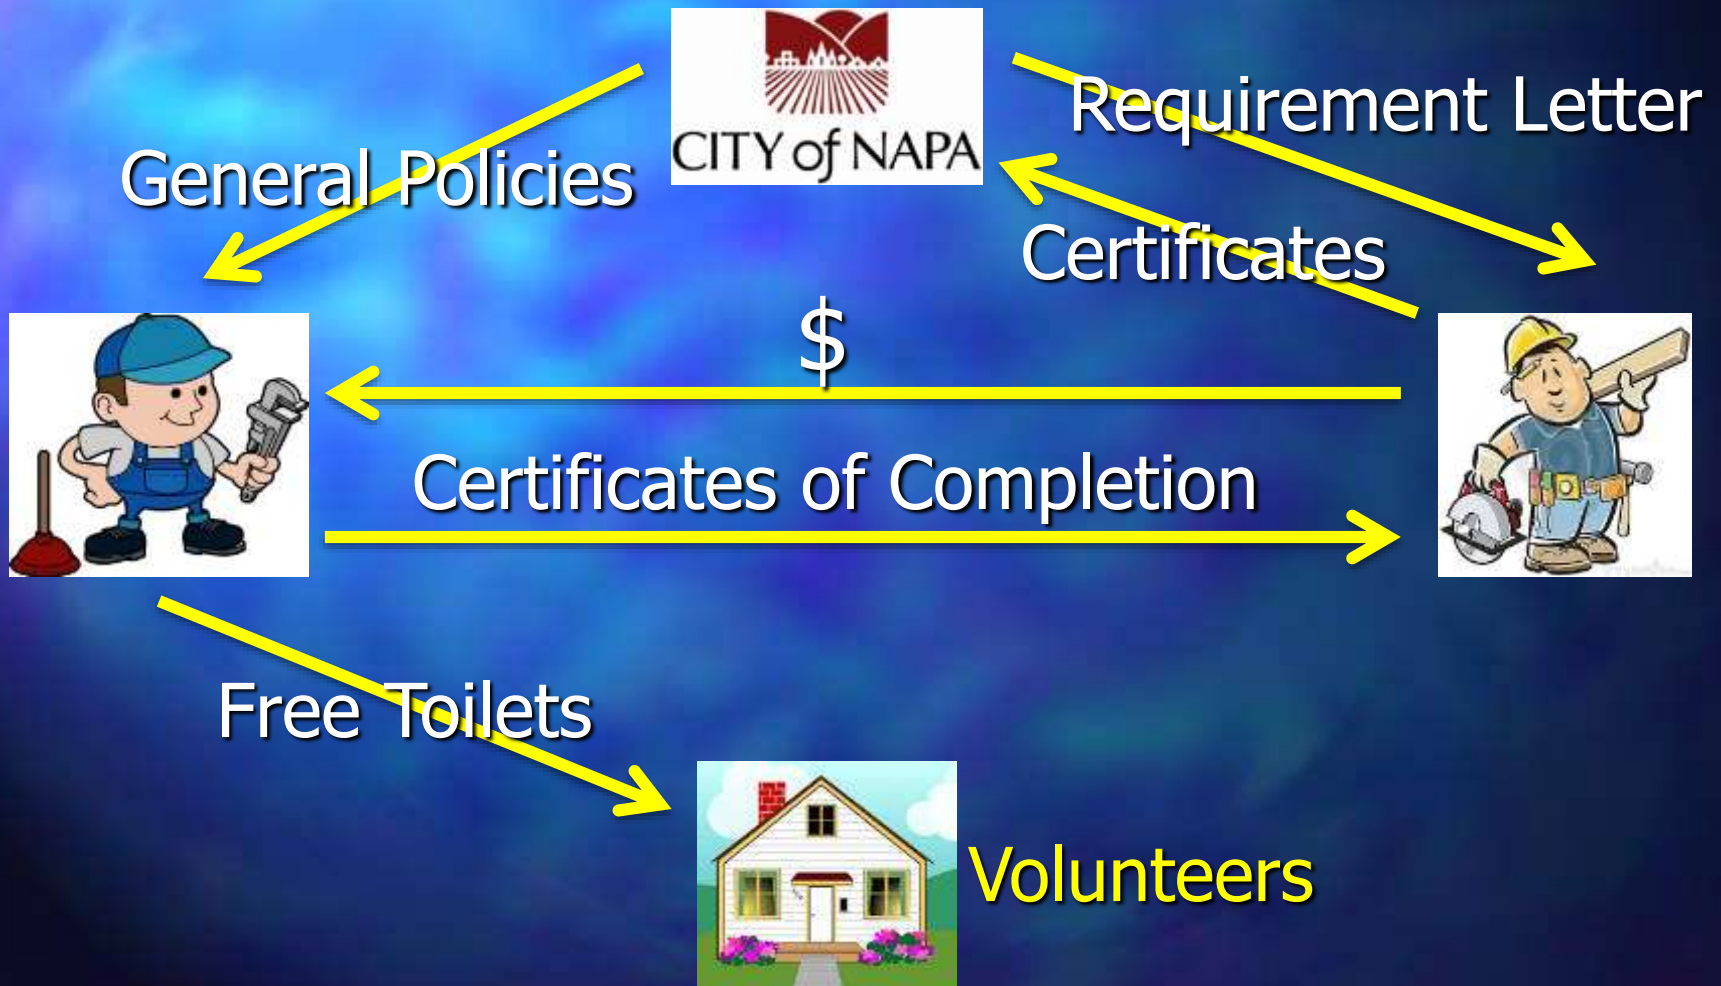 CITY of NAPA
Requirement Letter
General Policies
Certificates
$
Certificates of Completion
Free Toilets
Volunteers